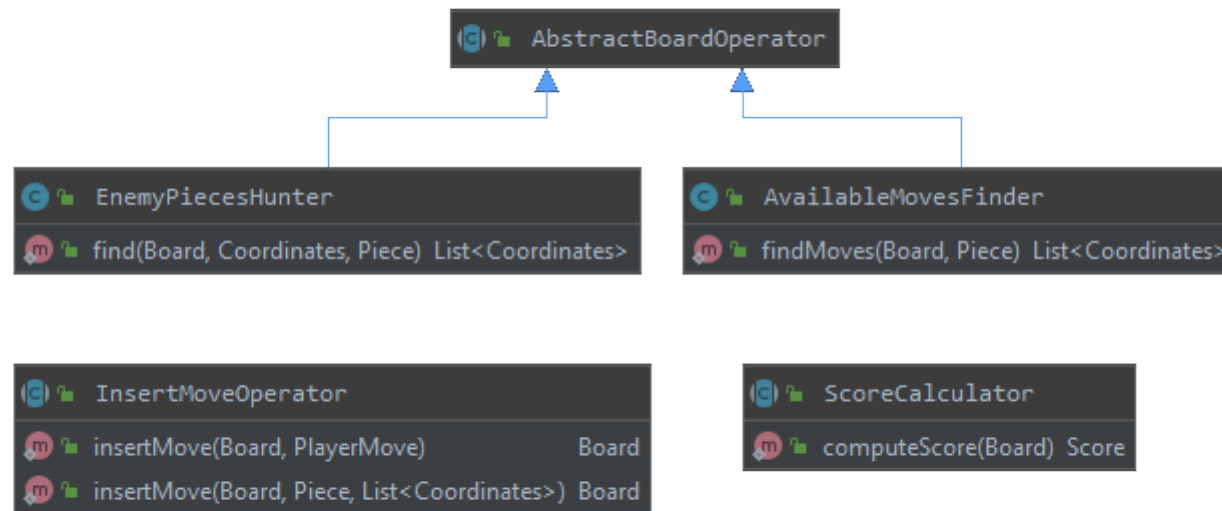 AbstractBoardOperator
EnemyPiecesHunter
find(Board, Coordinates, Piece) List<Coordinates>
AvailableMovesFinder
findMoves(Board, Piece) List<Coordinates>
InsertMoveOperator
insertMove(Board, PlayerMove) Board
insertMove(Board, Piece, List<Coordinates>) Board
ScoreCalculator
computeScore(Board) Score